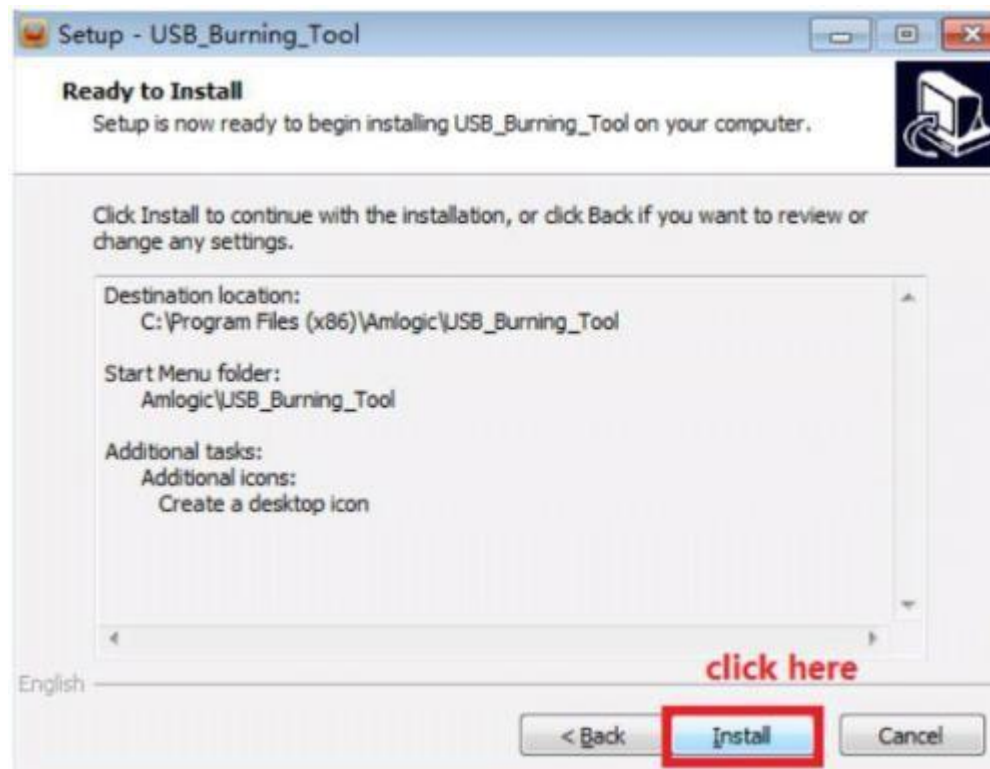 Setup - USB_Burning_Tool
Ready to Install
Setup is now ready to begin installing USB_Burning_Tool on your computer.
Click Install to continue with the installation, or click Back if you want to review or
change any settings.
Destination location:
C:\Program Files (x86)\Amlogic\USB_Burning_Tool
Start Menu folder:
Amlogic\USB_Burning_Tool
Additional tasks:
Additional icons:
Create a desktop icon
click here
English
< Back Install Cancel